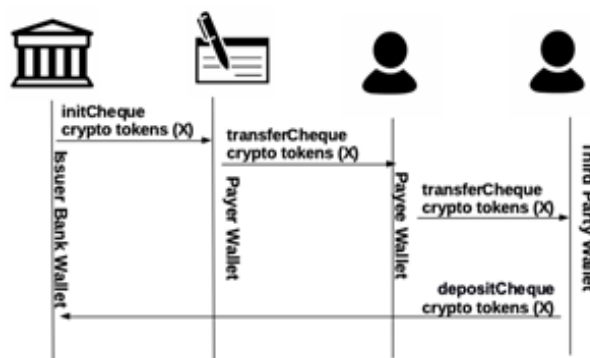 initCheque
crypto tokens (X)
transferCheque
crypto tokens (X)
transferCheque
crypto tokens (X)
depositCheque
crypto tokens (X)
Issuer Bank Wallet
Payer Wallet
Payee Wallet
Third Party Wallet